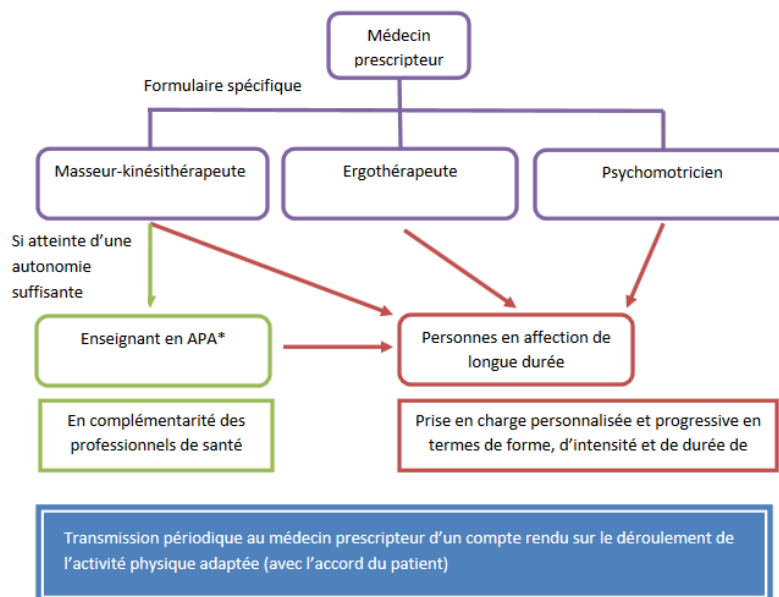 Médecin
prescripteur
Formulaire spécifique
Masseur-kinésithérapeute
Ergothérapeute
Psychomotricien
Si atteinte d’une
autonomie
suffisante
Enseignant en APA*
Personnes en affection de
longue durée
En complémentarité des
professionnels de santé
Prise en charge personnalisée et progressive en
termes de forme, d’intensité et de durée de
Transmission périodique au médecin prescripteur d’un compte rendu sur le déroulement de
l’activité physique adaptée (avec l’accord du patient)